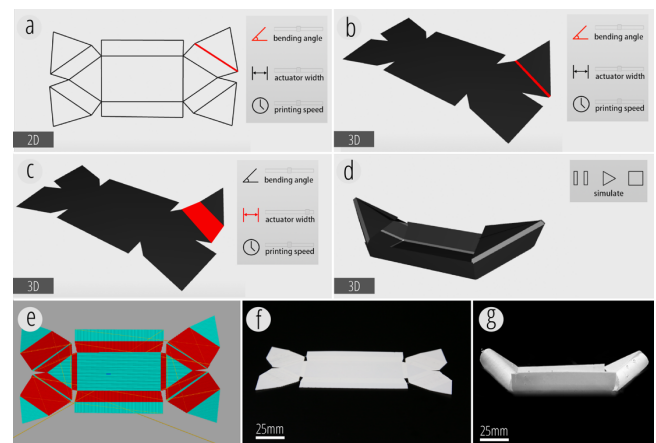 a
bending angle
actuator width
printing speed
2D
b
bending angle
actuator width
printing speed
3D
c
bending angle
actuator width
printing speed
3D
d
simulate
3D
e
f
25mm
g
25mm